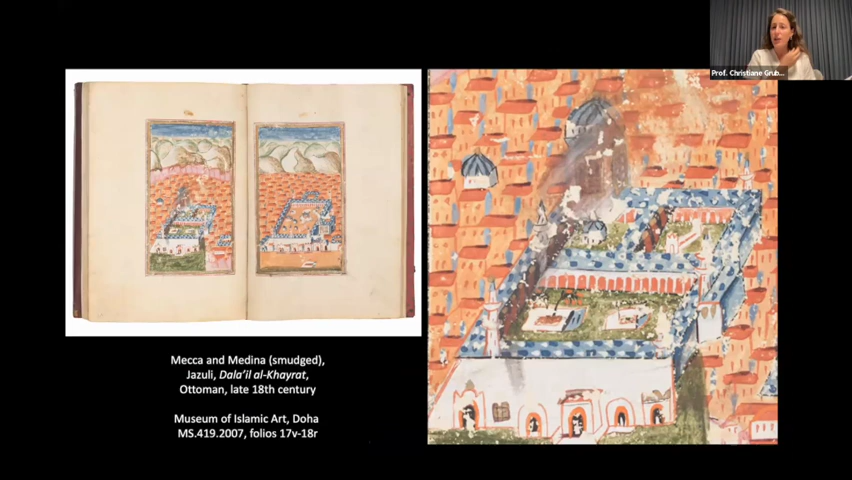 Prof. Christiane Grub...
Mecca and Medina (smudged),
Jazuli, Dala'il al-Khayrat,
Ottoman, late 18th century
Museum of Islamic Art, Doha
MS.419.2007, folios 17v-18r